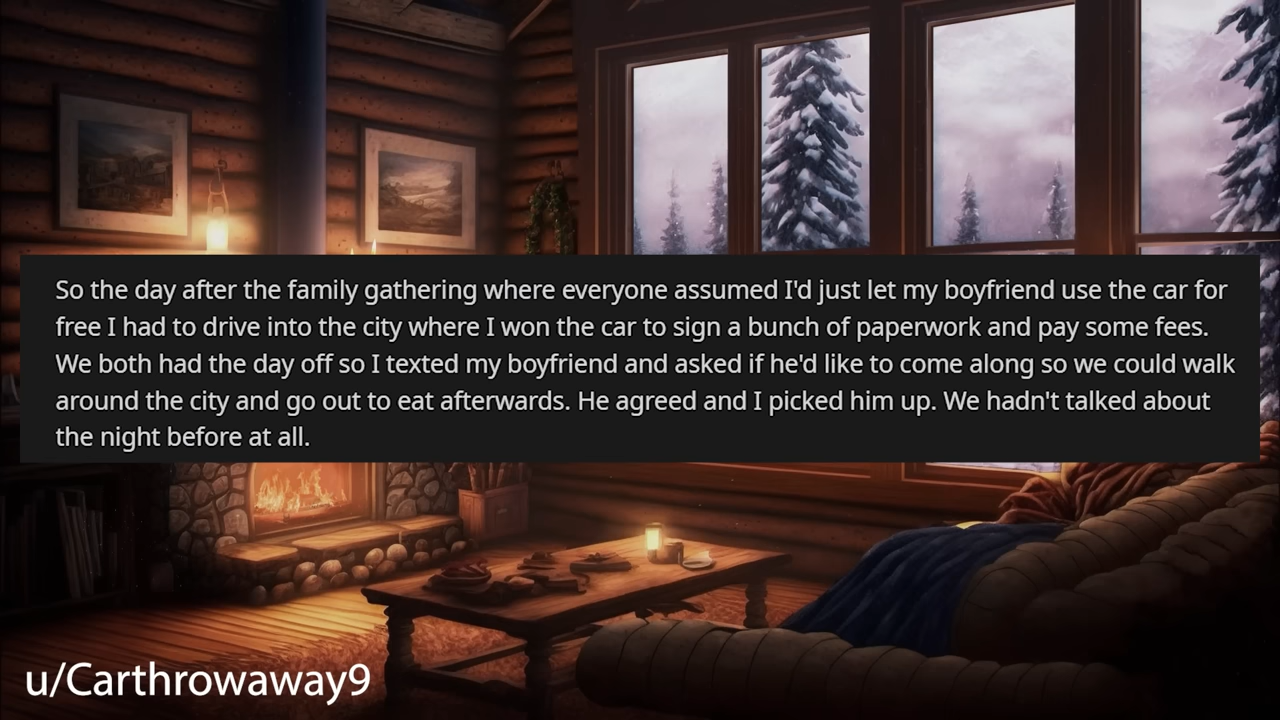 So the day after the family gathering where everyone assumed I'd just let my boyfriend use the car for
free I had to drive into the city where I won the car to sign a bunch of paperwork and pay some fees.
We both had the day off so I texted my boyfriend and asked if he'd like to come along so we could walk
around the city and go out to eat afterwards. He agreed and I picked him up. We hadn't talked about
the night before at all.
u/Carthrowaway9